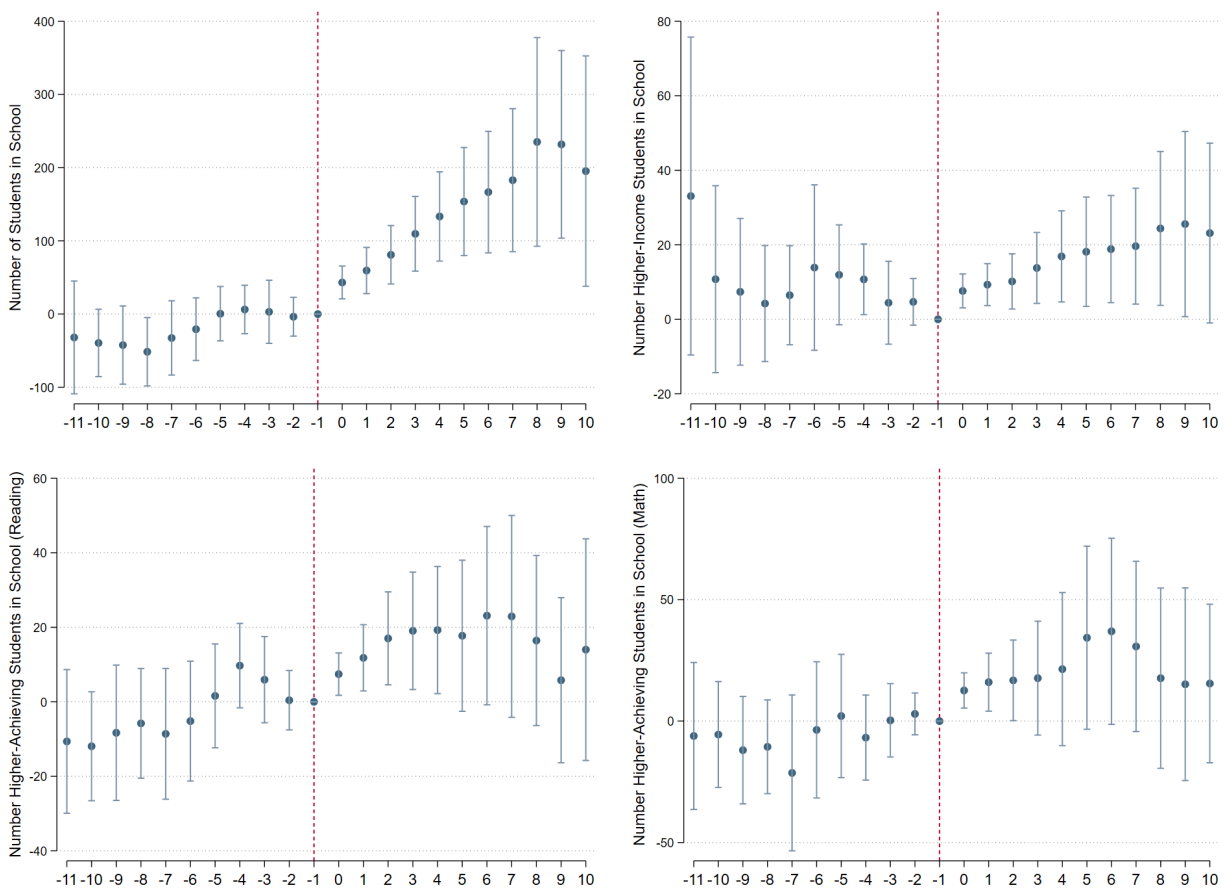 Number of Students in School
400
300
200
100
0
-100
-11 -10 -9 -8 -7 -6 -5 -4 -3 -2 -1 0 1 2 3 4 5 6 7 8 9 10
Number Higher-Income Students in School
80
60
40
20
0
-20
-11 -10 -9 -8 -7 -6 -5 -4 -3 -2 -1 0 1 2 3 4 5 6 7 8 9 10
Number Higher-Achieving Students in School (Reading)
60
40
20
0
-20
-40
-11 -10 -9 -8 -7 -6 -5 -4 -3 -2 -1 0 1 2 3 4 5 6 7 8 9 10
Number Higher-Achieving Students in School (Math)
100
50
0
-50
-11 -10 -9 -8 -7 -6 -5 -4 -3 -2 -1 0 1 2 3 4 5 6 7 8 9 10